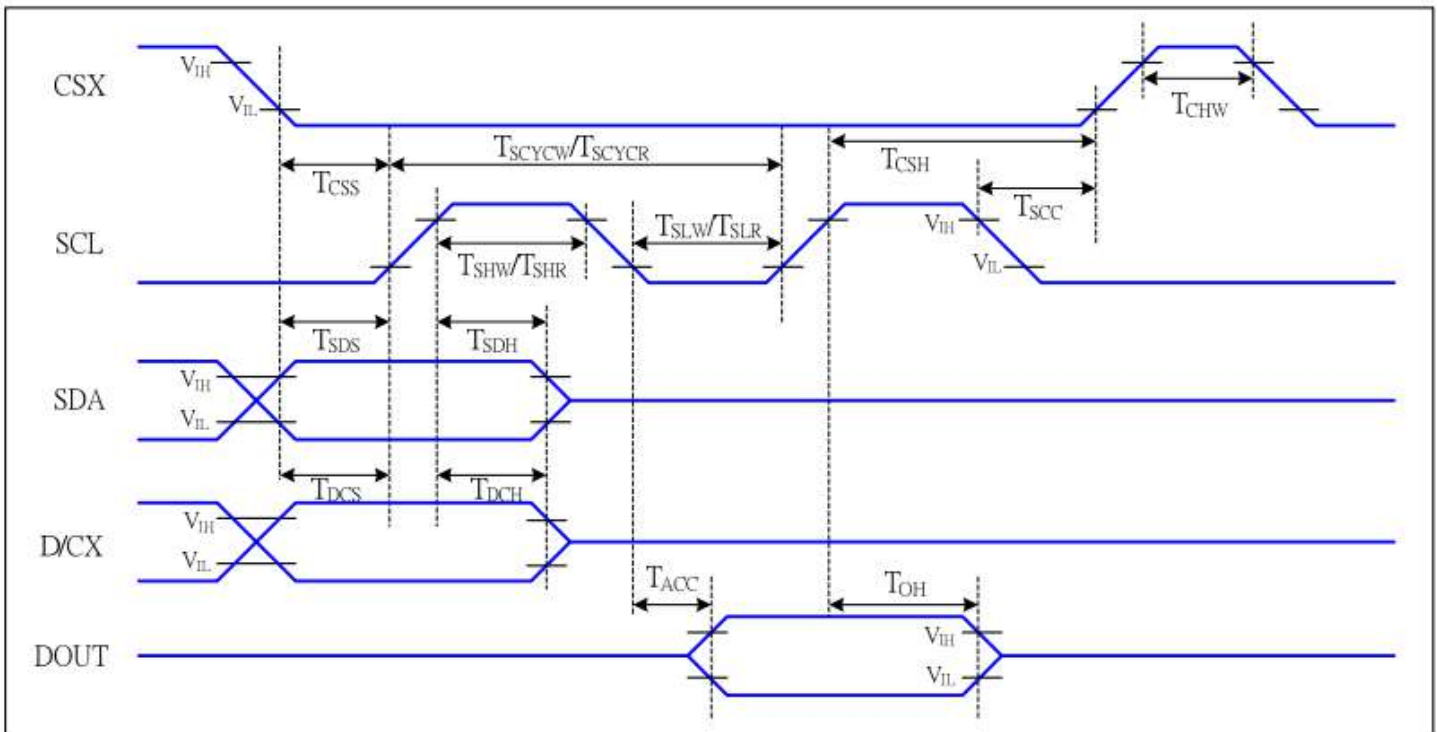 CSX
VIH
VIL
TCSS
TSCYCW/TSCYCR
TCSH
TCHW
TSCC
SCL
TSHW/TSHR
TSLW/TSLR
VIH
VIL
TSDS
TSDH
SDA
VIH
VIL
TDCS
TDCH
D/CX
VIH
VIL
TACC
TOH
DOUT
VIH
VIL